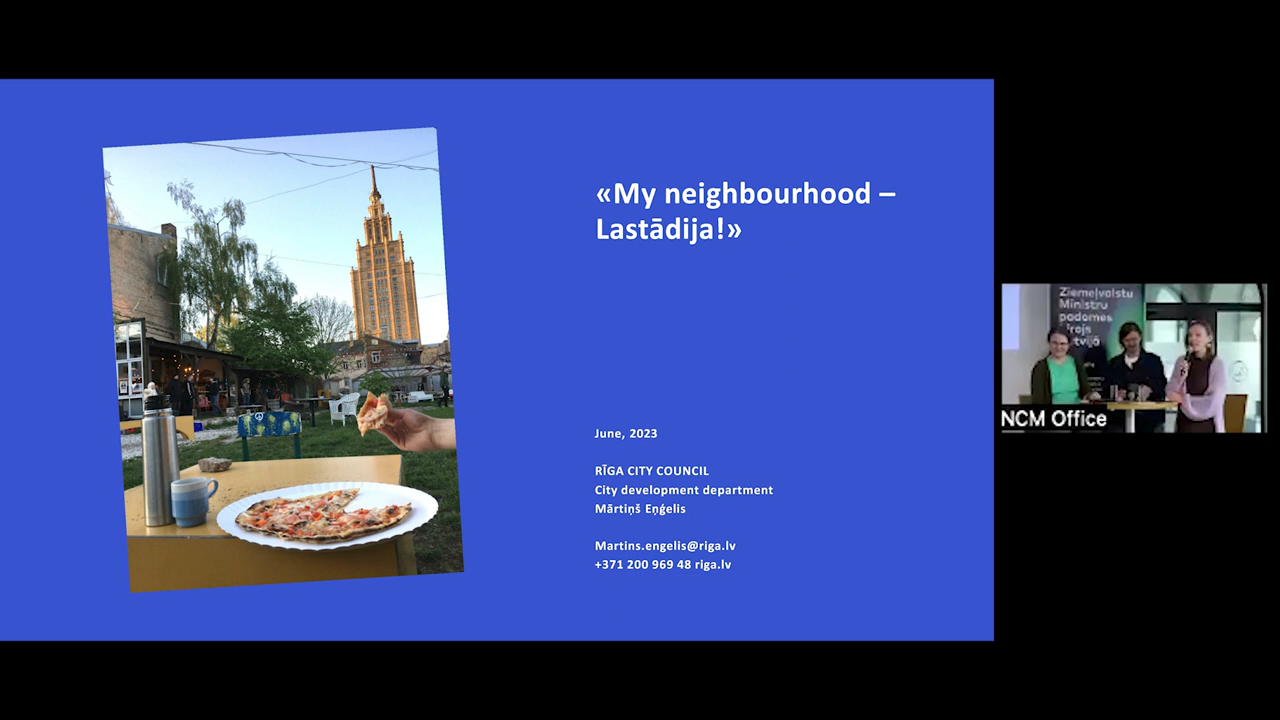 «My neighbourhood –
Lastādija!»
June, 2023
RĪGA CITY COUNCIL
City development department
Mārtiņš Eņģelis
Martins.engelis@riga.lv
+371 200 969 48 riga.lv
Ziemeļvalstu
Ministru
padomes
birojs
Latvijā
NCM Office